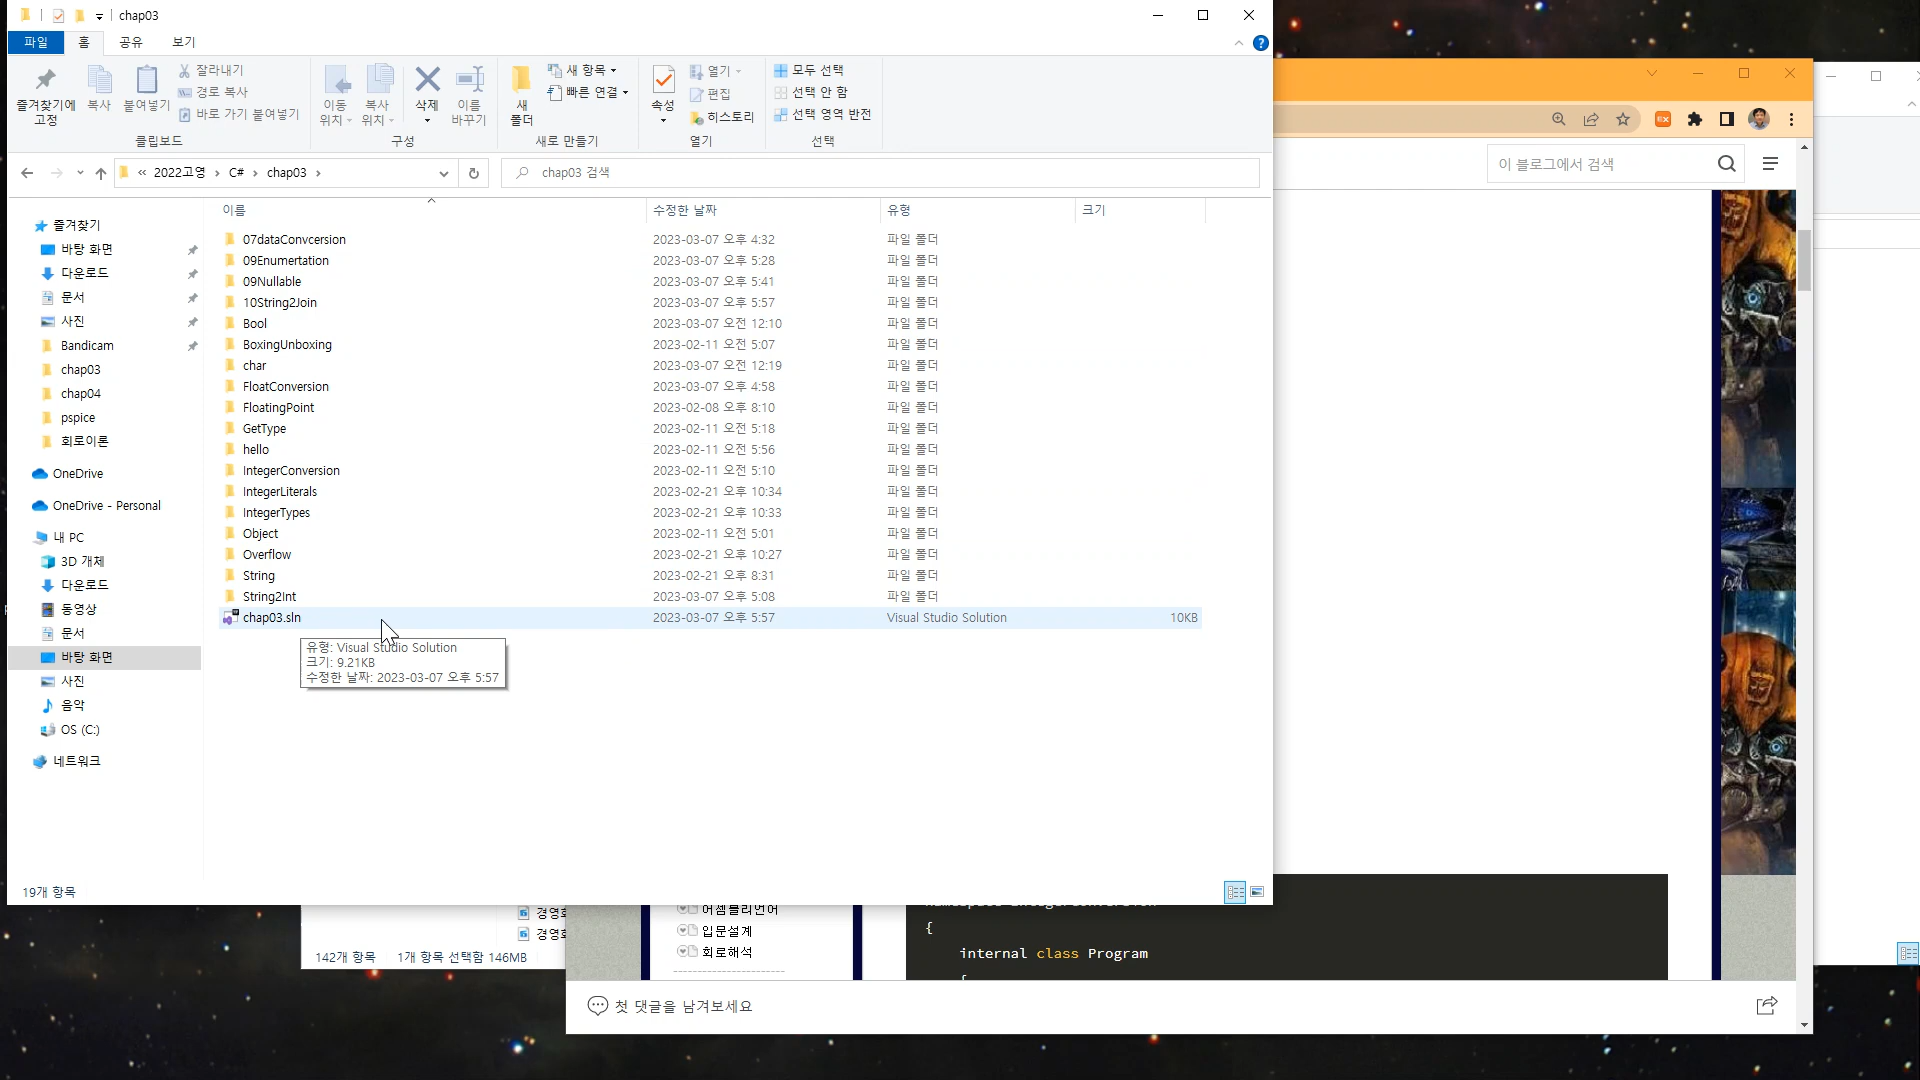 chap03
파일 홈 공유 보기
즐겨찾기에 고정
복사
붙여넣기
잘라내기
경로 복사
바로 가기 붙여넣기
클립보드
이동 위치
복사 위치
삭제
이름 바꾸기
구성
새 폴더
새 항목
빠른 연결
새로 만들기
속성
열기
편집
히스토리
열기
모두 선택
선택 안 함
선택 영역 반전
선택
« 2022고영 › C# › chap03 ›
chap03 검색
이름 수정한 날짜 유형 크기
07dataConvcersion 2023-03-07 오후 4:32 파일 폴더
09Enumertation 2023-03-07 오후 5:28 파일 폴더
09Nullable 2023-03-07 오후 5:41 파일 폴더
10String2Join 2023-03-07 오후 5:57 파일 폴더
Bool 2023-03-07 오전 12:10 파일 폴더
BoxingUnboxing 2023-02-11 오전 5:07 파일 폴더
char 2023-03-07 오전 12:19 파일 폴더
FloatConversion 2023-03-07 오후 4:58 파일 폴더
FloatingPoint 2023-02-08 오후 8:10 파일 폴더
GetType 2023-02-11 오전 5:18 파일 폴더
hello 2023-02-11 오전 5:56 파일 폴더
IntegerConversion 2023-02-11 오전 5:10 파일 폴더
IntegerLiterals 2023-02-21 오후 10:34 파일 폴더
IntegerTypes 2023-02-21 오후 10:33 파일 폴더
Object 2023-02-11 오전 5:01 파일 폴더
Overflow 2023-02-21 오후 10:27 파일 폴더
String 2023-02-21 오후 8:31 파일 폴더
String2Int 2023-03-07 오후 5:08 파일 폴더
chap03.sln 2023-03-07 오후 5:57 Visual Studio Solution 10KB
유형: Visual Studio Solution
크기: 9.21KB
수정한 날짜: 2023-03-07 오후 5:57
즐겨찾기
바탕 화면
다운로드
문서
사진
Bandicam
chap03
chap04
pspice
회로이론
OneDrive
OneDrive - Personal
내 PC
3D 개체
다운로드
동영상
문서
바탕 화면
사진
음악
OS (C:)
네트워크
19개 항목
142개 항목 1개 항목 선택함 146MB
이 블로그에서 검색
어셈블리언어
입문설계
회로해석
{
internal class Program
{
첫 댓글을 남겨보세요